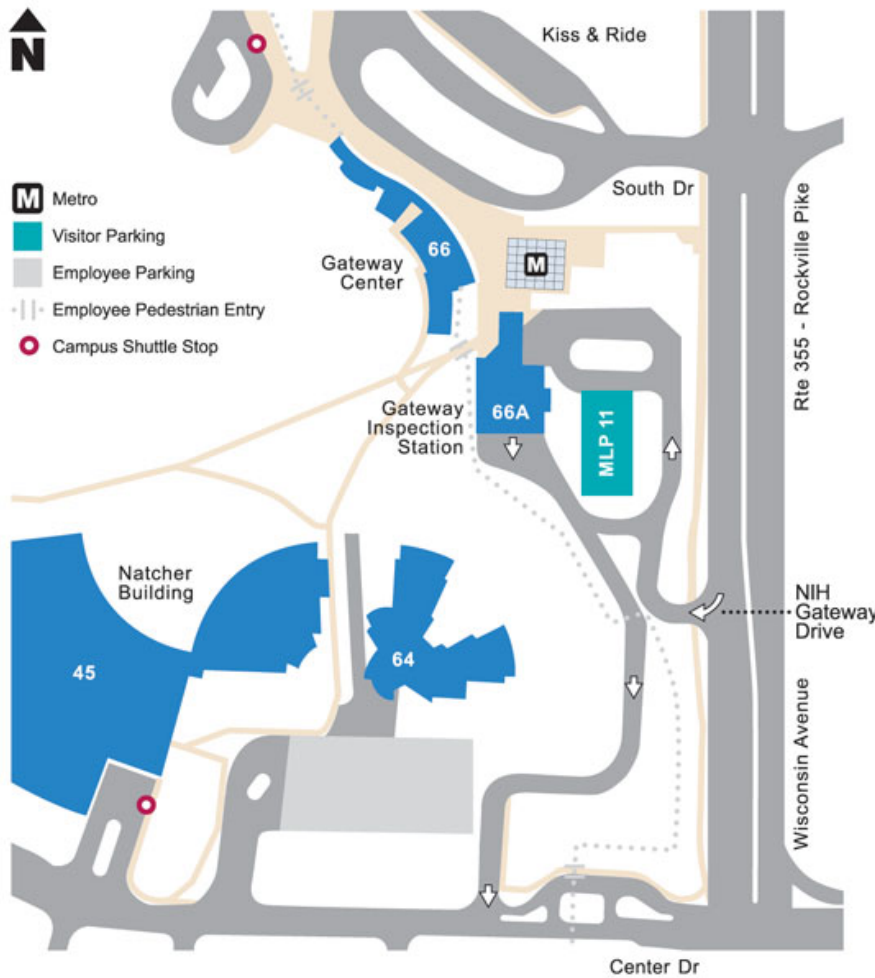 N
Kiss & Ride
M Metro
Visitor Parking
Employee Parking
Employee Pedestrian Entry
Campus Shuttle Stop
South Dr
Rte 355 - Rockville Pike
66
Gateway
Center
M
66A
Gateway
Inspection
Station
MLP 11
Natcher
Building
45
64
NIH
Gateway
Drive
Wisconsin Avenue
Center Dr